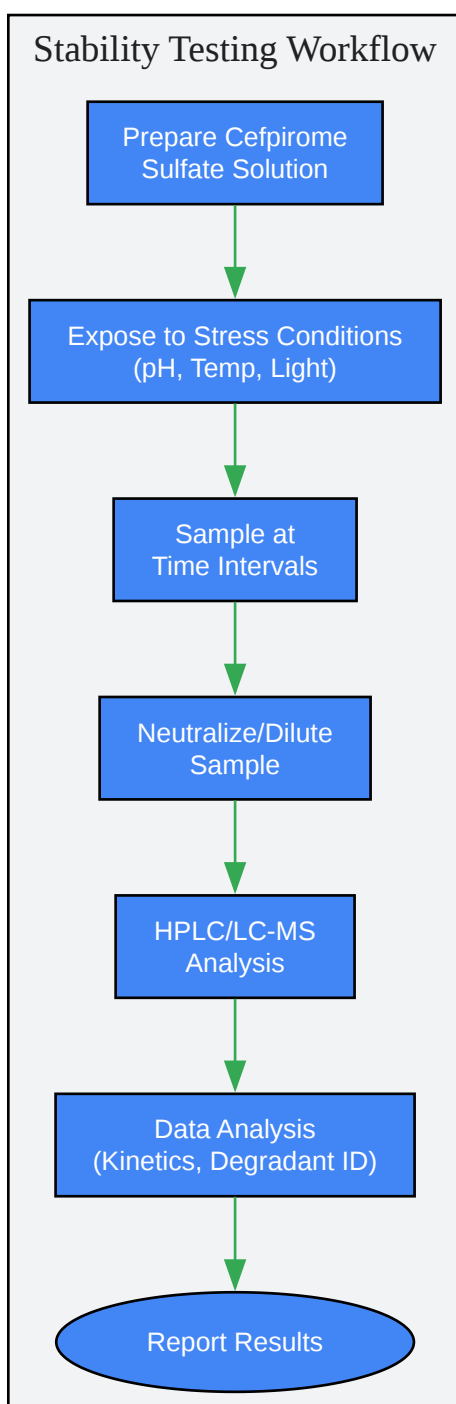 Stability Testing Workflow
Prepare Cefpirome
Sulfate Solution
Expose to Stress Conditions
(pH, Temp, Light)
Sample at
Time Intervals
Neutralize/Dilute
Sample
HPLC/LC-MS
Analysis
Data Analysis
(Kinetics, Degradant ID)
Report Results